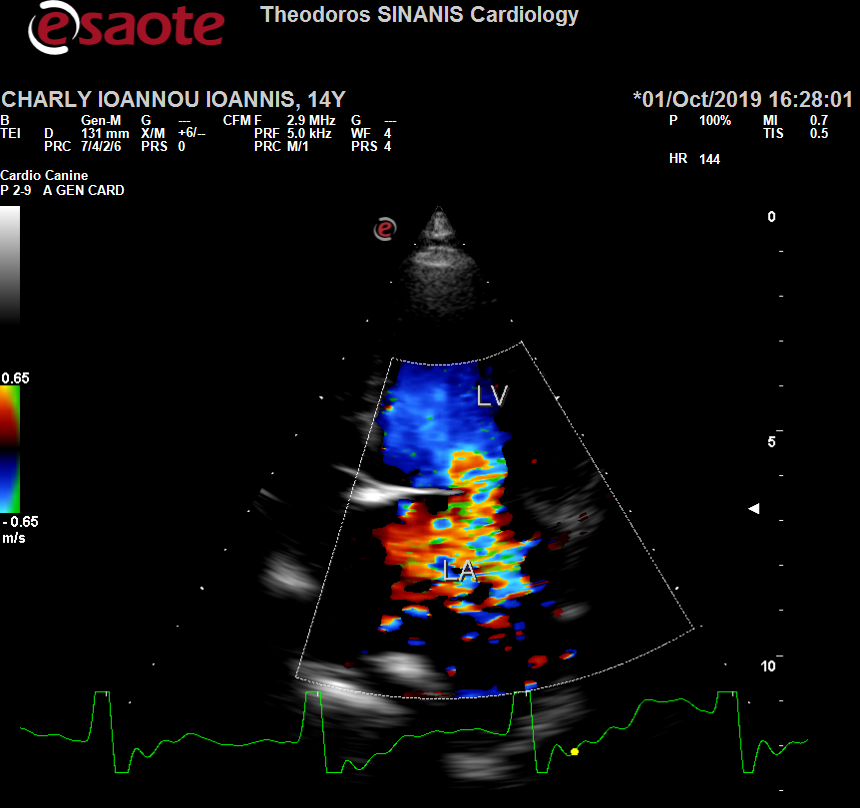 esaote
Theodoros SINANIS Cardiology
CHARLY IOANNOU IOANNIS, 14Y *01/Oct/2019 16:28:01
B Gen-M G --- CFM F 2.9 MHz G --- P 100% MI 0.7
TEI D 131 mm X/M +6/-- PRF 5.0 kHz WF 4 TIS 0.5
PRC 7/4/2/6 PRS 0 PRC M/1 PRS 4
HR 144
Cardio Canine
P 2-9 A GEN CARD
e
0
0.65
LV
5
-0.65
m/s
LA
10